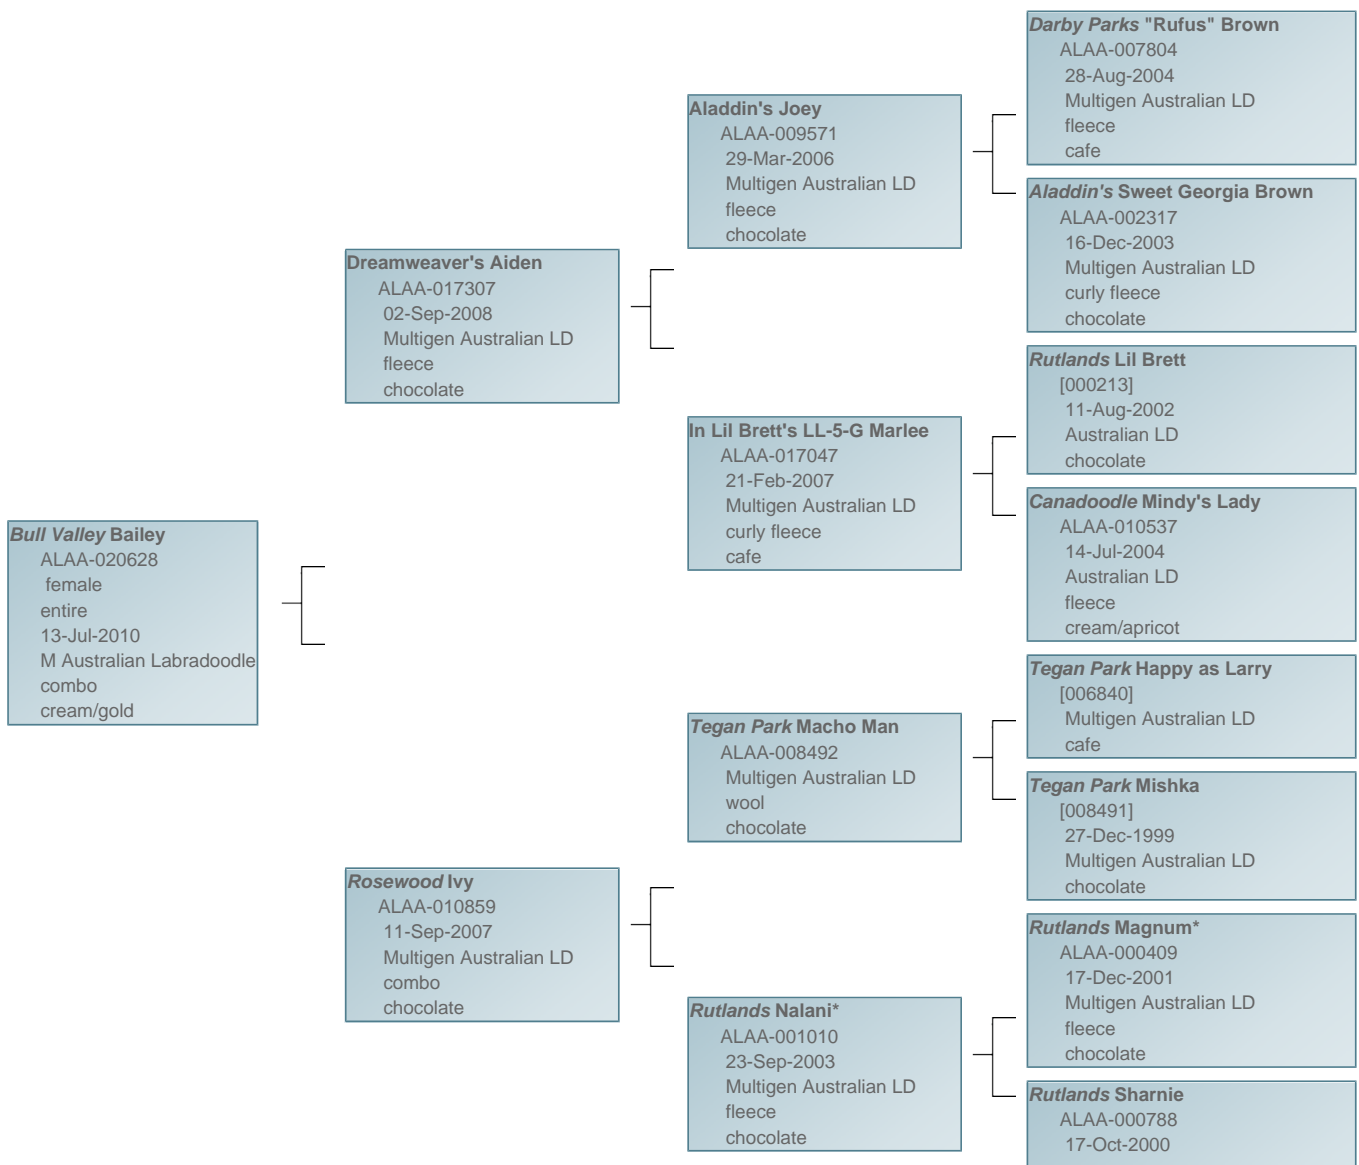 Bull Valley Bailey
ALAA-020628
female
entire
13-Jul-2010
M Australian Labradoodle
combo
cream/gold
Dreamweaver's Aiden
ALAA-017307
02-Sep-2008
Multigen Australian LD
fleece
chocolate
Rosewood Ivy
ALAA-010859
11-Sep-2007
Multigen Australian LD
combo
chocolate
Aladdin's Joey
ALAA-009571
29-Mar-2006
Multigen Australian LD
fleece
chocolate
In Lil Brett's LL-5-G Marlee
ALAA-017047
21-Feb-2007
Multigen Australian LD
curly fleece
cafe
Tegan Park Macho Man
ALAA-008492
Multigen Australian LD
wool
chocolate
Rutlands Nalani*
ALAA-001010
23-Sep-2003
Multigen Australian LD
fleece
chocolate
Darby Parks "Rufus" Brown
ALAA-007804
28-Aug-2004
Multigen Australian LD
fleece
cafe
Aladdin's Sweet Georgia Brown
ALAA-002317
16-Dec-2003
Multigen Australian LD
curly fleece
chocolate
Rutlands Lil Brett
[000213]
11-Aug-2002
Australian LD
chocolate
Canadoodle Mindy's Lady
ALAA-010537
14-Jul-2004
Australian LD
fleece
cream/apricot
Tegan Park Happy as Larry
[006840]
Multigen Australian LD
cafe
Tegan Park Mishka
[008491]
27-Dec-1999
Multigen Australian LD
chocolate
Rutlands Magnum*
ALAA-000409
17-Dec-2001
Multigen Australian LD
fleece
chocolate
Rutlands Sharnie
ALAA-000788
17-Oct-2000